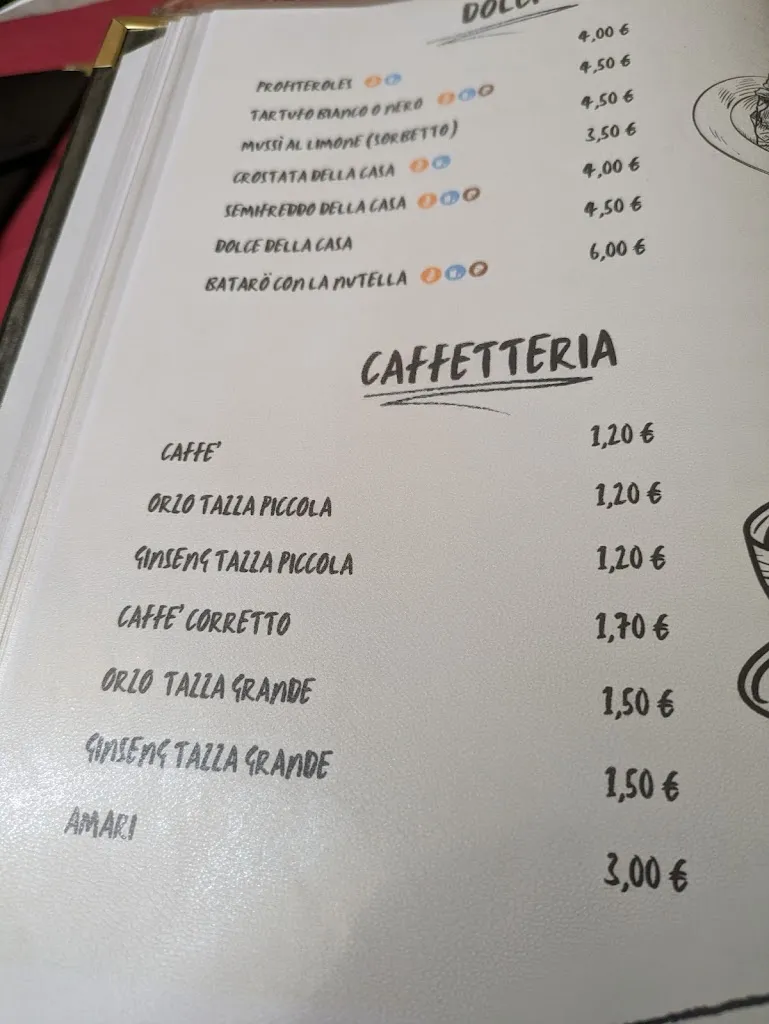 DOLCI
PROFITEROLES 4,00 €
TARTUFO BIANCO O NERO 4,50 €
MUSSÌ AL LIMONE (SORBETTO) 4,50 €
CROSTATA DELLA CASA 3,50 €
SEMIFREDDO DELLA CASA 4,00 €
DOLCE DELLA CASA 4,50 €
BATARÖ CON LA NUTELLA 6,00 €
CAFFETTERIA
CAFFE' 1,20 €
ORZO TAZZA PICCOLA 1,20 €
GINSENG TAZZA PICCOLA 1,20 €
CAFFE' CORRETTO 1,70 €
ORZO TAZZA GRANDE 1,50 €
GINSENG TAZZA GRANDE 1,50 €
AMARI 3,00 €